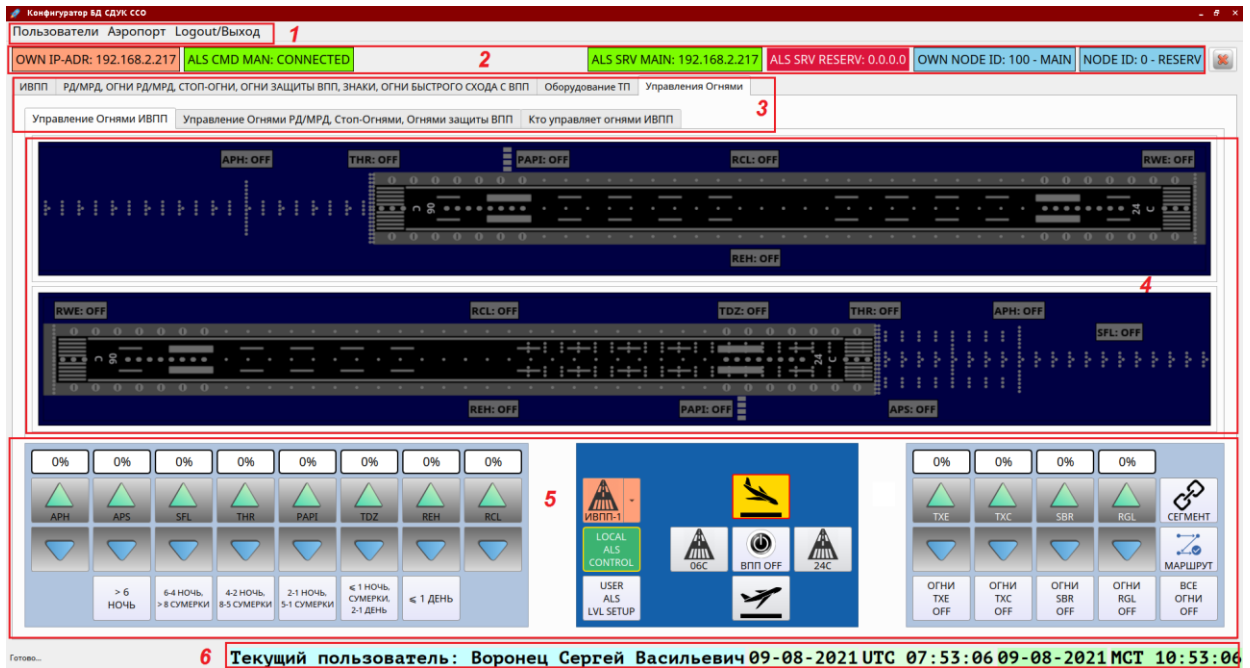 Конфигуратор БД СДУК ССО
Пользователи Аэропорт Logout/Выход
1
OWN IP-ADR: 192.168.2.217 ALS CMD MAN: CONNECTED 2 ALS SRV MAIN: 192.168.2.217 ALS SRV RESERV: 0.0.0.0 OWN NODE ID: 100 - MAIN NODE ID: 0 - RESERV
ИВПП РД/МРД, ОГНИ РД/МРД, СТОП-ОГНИ, ОГНИ ЗАЩИТЫ ВПП, ЗНАКИ, ОГНИ БЫСТРОГО СХОДА С ВПП Оборудование ТП Управления Огнями
3
Управление Огнями ИВПП Управление Огнями РД/МРД, Стоп-Огнями, Огнями защиты ВПП Кто управляет огнями ИВПП
APH: OFF THR: OFF PAPI: OFF RCL: OFF RWE: OFF
C 06 24 C
REH: OFF
4
RWE: OFF RCL: OFF TDZ: OFF THR: OFF APH: OFF
SFL: OFF
C 06 24 C
REH: OFF PAPI: OFF APS: OFF
0% 0% 0% 0% 0% 0% 0% 0%
APH APS SFL THR PAPI TDZ REH RCL
> 6 НОЧЬ
6-4 НОЧЬ, > 8 СУМЕРКИ
4-2 НОЧЬ, 8-5 СУМЕРКИ
2-1 НОЧЬ, 5-1 СУМЕРКИ
⩽ 1 НОЧЬ, СУМЕРКИ, 2-1 ДЕНЬ
⩽ 1 ДЕНЬ
5
ИВПП-1
LOCAL
ALS
CONTROL
06C ВПП OFF 24C
USER
ALS
LVL SETUP
0% 0% 0% 0%
TXE TXC SBR RGL СЕГМЕНТ
МАРШРУТ
ОГНИ TXE OFF
ОГНИ TXC OFF
ОГНИ SBR OFF
ОГНИ RGL OFF
ВСЕ ОГНИ OFF
Готово...
6
Текущий пользователь: Воронец Сергей Васильевич 09-08-2021 UTC 07:53:06 09-08-2021 МСТ 10:53:06